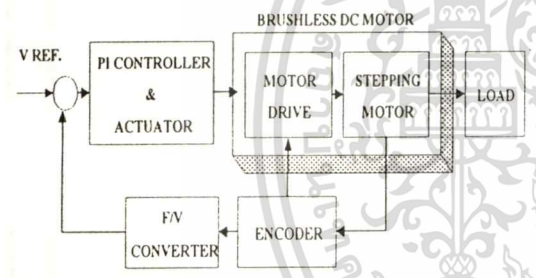 BRUSHLESS DC MOTOR
V REF.
PI CONTROLLER
&
ACTUATOR
MOTOR
DRIVE
STEPPING
MOTOR
LOAD
F/V
CONVERTER
ENCODER